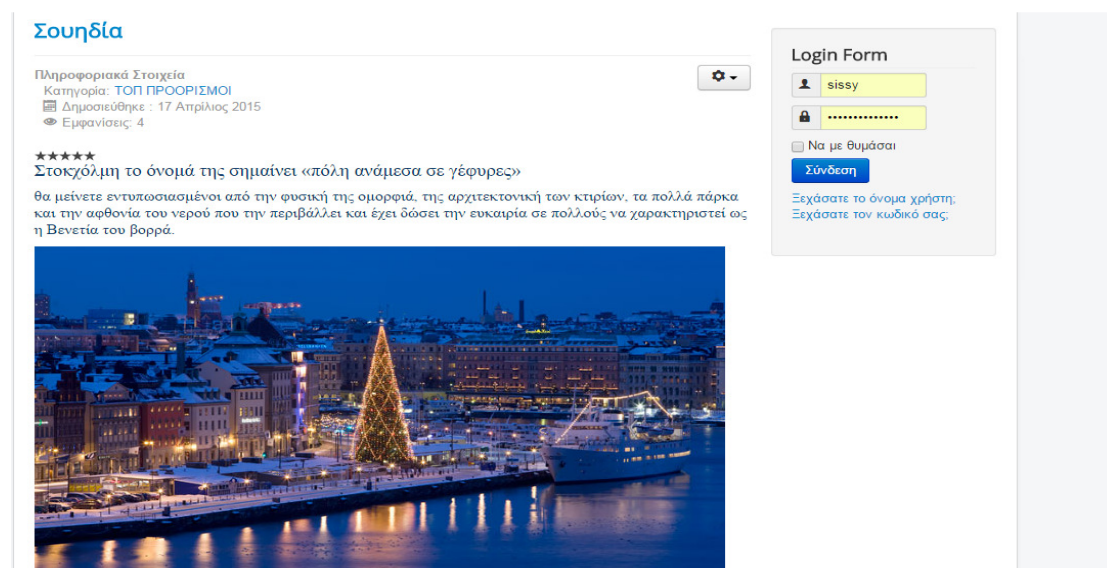 Σουηδία
Πληροφοριακά Στοιχεία
Κατηγορία: ΤΟΠ ΠΡΟΟΡΙΣΜΟΙ
Δημοσιεύθηκε : 17 Απρίλιος 2015
Εμφανίσεις: 4
★★★★★
Στοκχόλμη το όνομά της σημαίνει «πόλη ανάμεσα σε γέφυρες»
θα μείνετε εντυπωσιασμένοι από την φυσική της ομορφιά, της αρχιτεκτονική των κτιρίων, τα πολλά πάρκα
και την αφθονία του νερού που την περιβάλλει και έχει δώσει την ευκαιρία σε πολλούς να χαρακτηριστεί ως
η Βενετία του βορρά.
Login Form
sissy
••••••••••••••
Να με θυμάσαι
Σύνδεση
Ξεχάσατε το όνομα χρήστη;
Ξεχάσατε τον κωδικό σας;